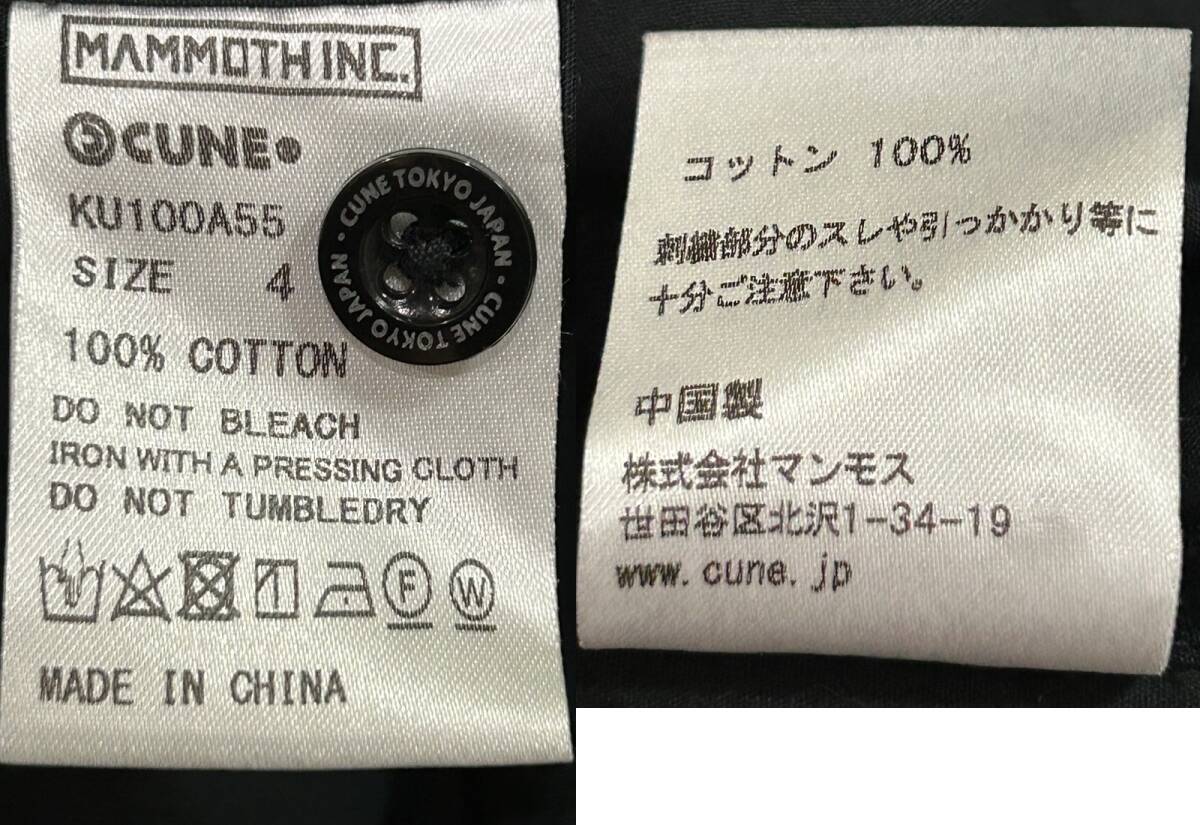 MAMMOTH INC.
CUNE
KU100A55
SIZE 4
100% COTTON
DO NOT BLEACH
IRON WITH A PRESSING CLOTH
DO NOT TUMBLEDRY
F
W
MADE IN CHINA
CUNE TOKYO JAPAN · CUNE TOKYO JAPAN ·
コットン 100%
刺繍部分のスレや引っかかり等に
十分ご注意下さい。
中国製
株式会社マンモス
世田谷区北沢1-34-19
www.cune.jp